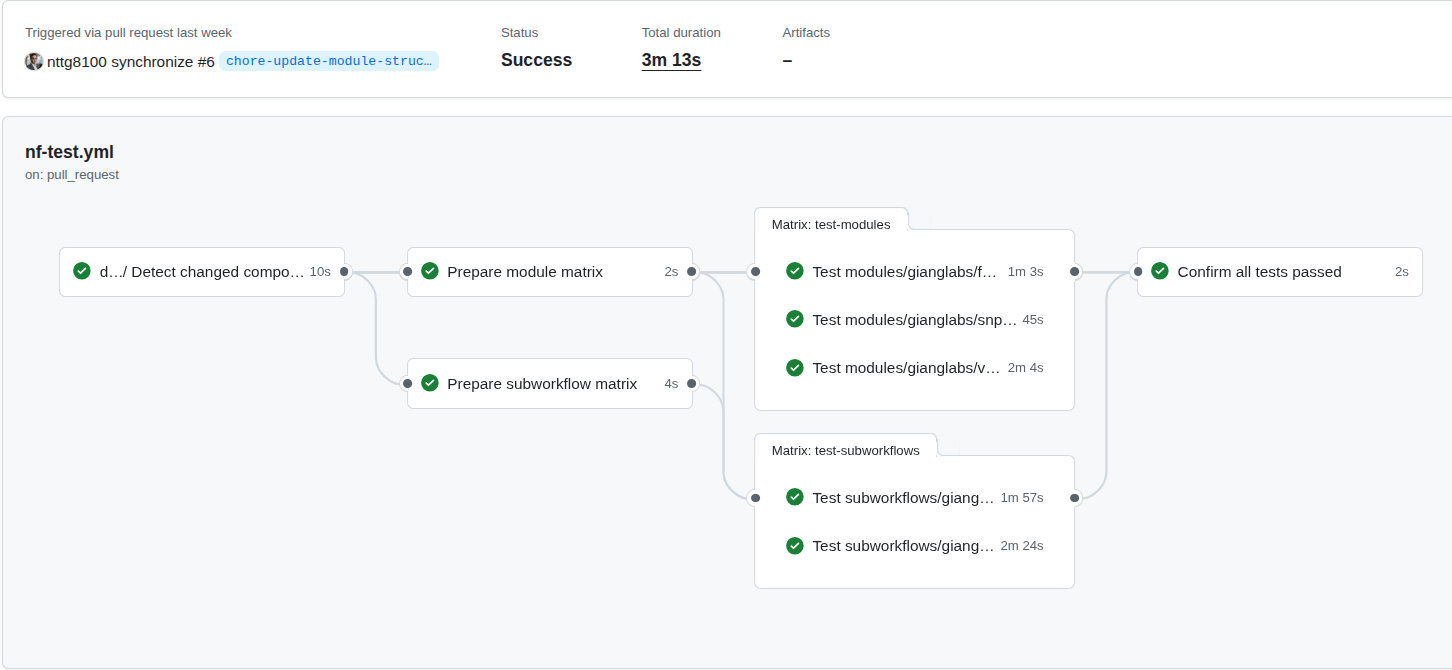 Triggered via pull request last week
nttg8100 synchronize #6 chore-update-module-struc…
Status
Success
Total duration
3m 13s
Artifacts
–
nf-test.yml
on: pull_request
d…/ Detect changed compo… 10s
Prepare module matrix 2s
Prepare subworkflow matrix 4s
Matrix: test-modules
Test modules/gianglabs/f… 1m 3s
Test modules/gianglabs/snp… 45s
Test modules/gianglabs/v… 2m 4s
Matrix: test-subworkflows
Test subworkflows/giang… 1m 57s
Test subworkflows/giang… 2m 24s
Confirm all tests passed 2s